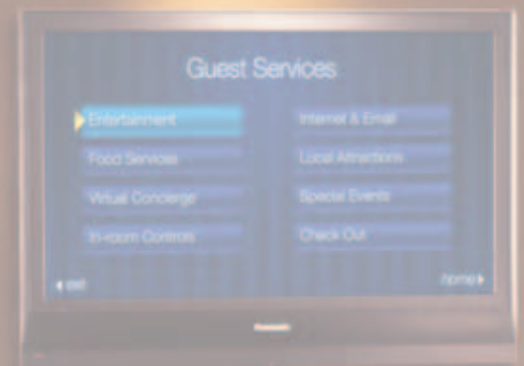 Guest Services
Entertainment
Food Services
Virtual Concierge
In-room Controls
Internet & Email
Local Attractions
Special Events
Check Out
exit
home